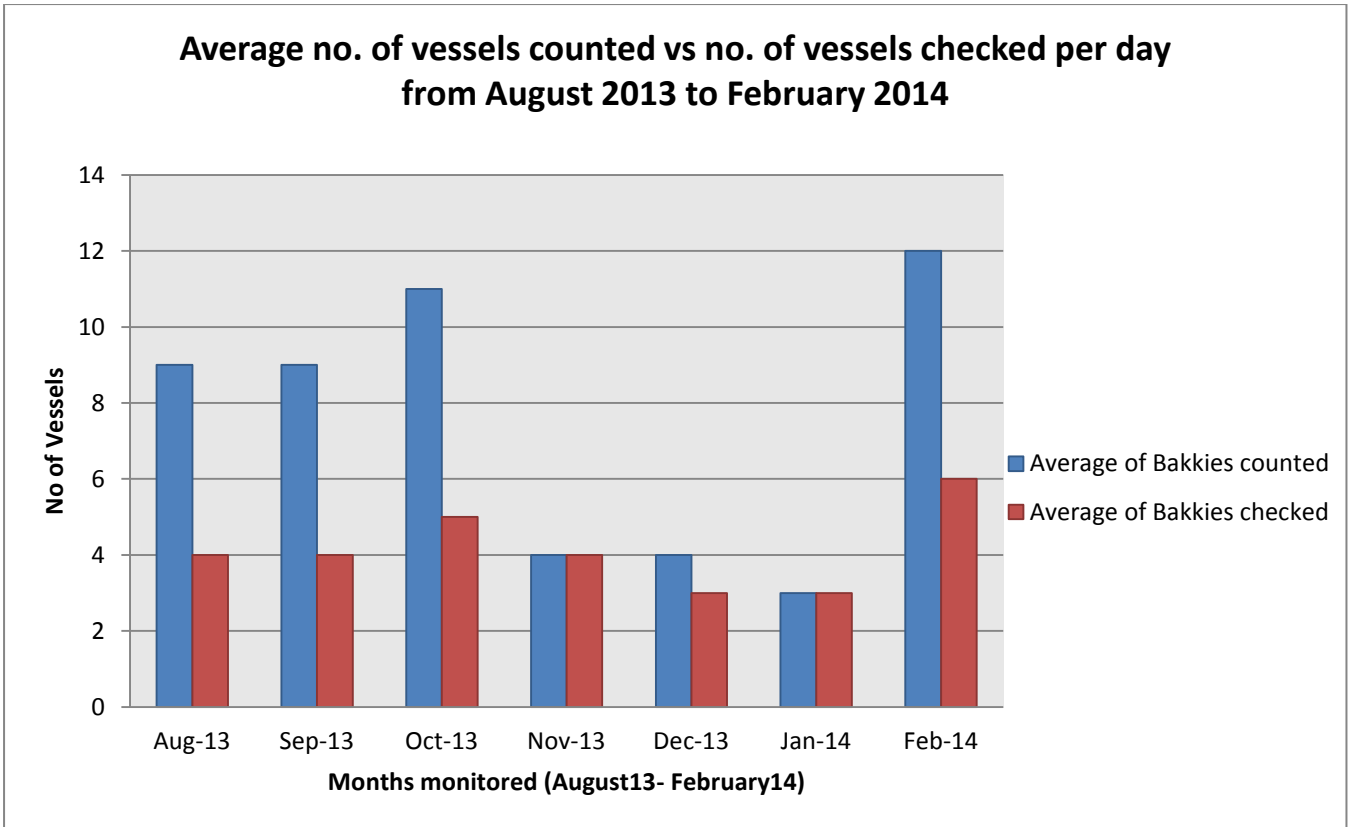 Average no. of vessels counted vs no. of vessels checked per day
from August 2013 to February 2014
14
12
10
8
6
4
2
0
No of Vessels
Aug-13 Sep-13 Oct-13 Nov-13 Dec-13 Jan-14 Feb-14
Months monitored (August13- February14)
Average of Bakkies counted
Average of Bakkies checked